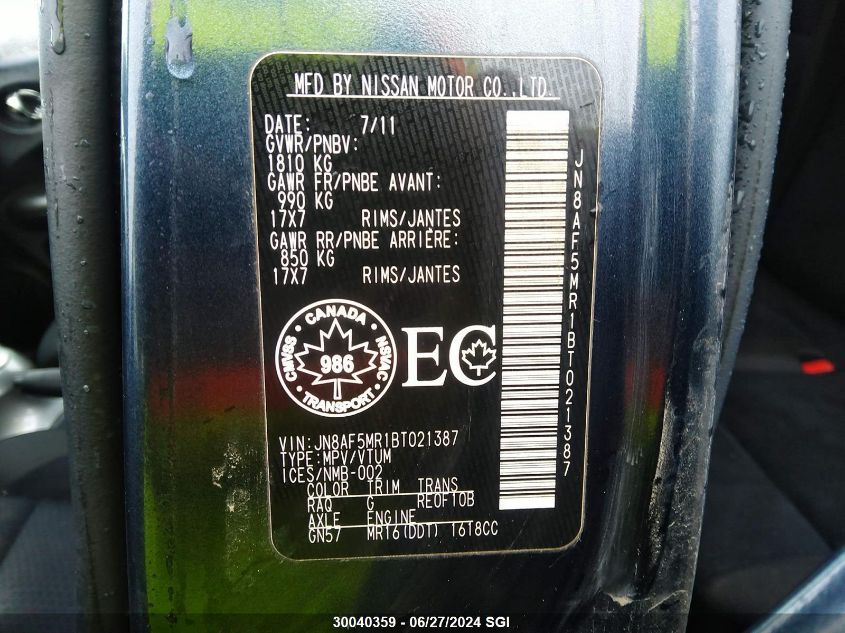 MFD BY NISSAN MOTOR CO.,LTD.
DATE: 7/11
GVWR/PNBV:
1810 KG
GAWR FR/PNBE AVANT:
990 KG
17X7 RIMS/JANTES
GAWR RR/PNBE ARRIÈRE:
850 KG
17X7 RIMS/JANTES
CANADA
CMVSS
986
NSVAC
TRANSPORT
EC
VIN:JN8AF5MR1BT021387
TYPE:MPV/VTUM
ICES/NMB-002
COLOR TRIM TRANS
RAQ G RE0F10B
AXLE ENGINE
GN57 MR16(DDT) 1618CC
JN8AF5MR1BT021387
30040359 - 06/27/2024 SGI